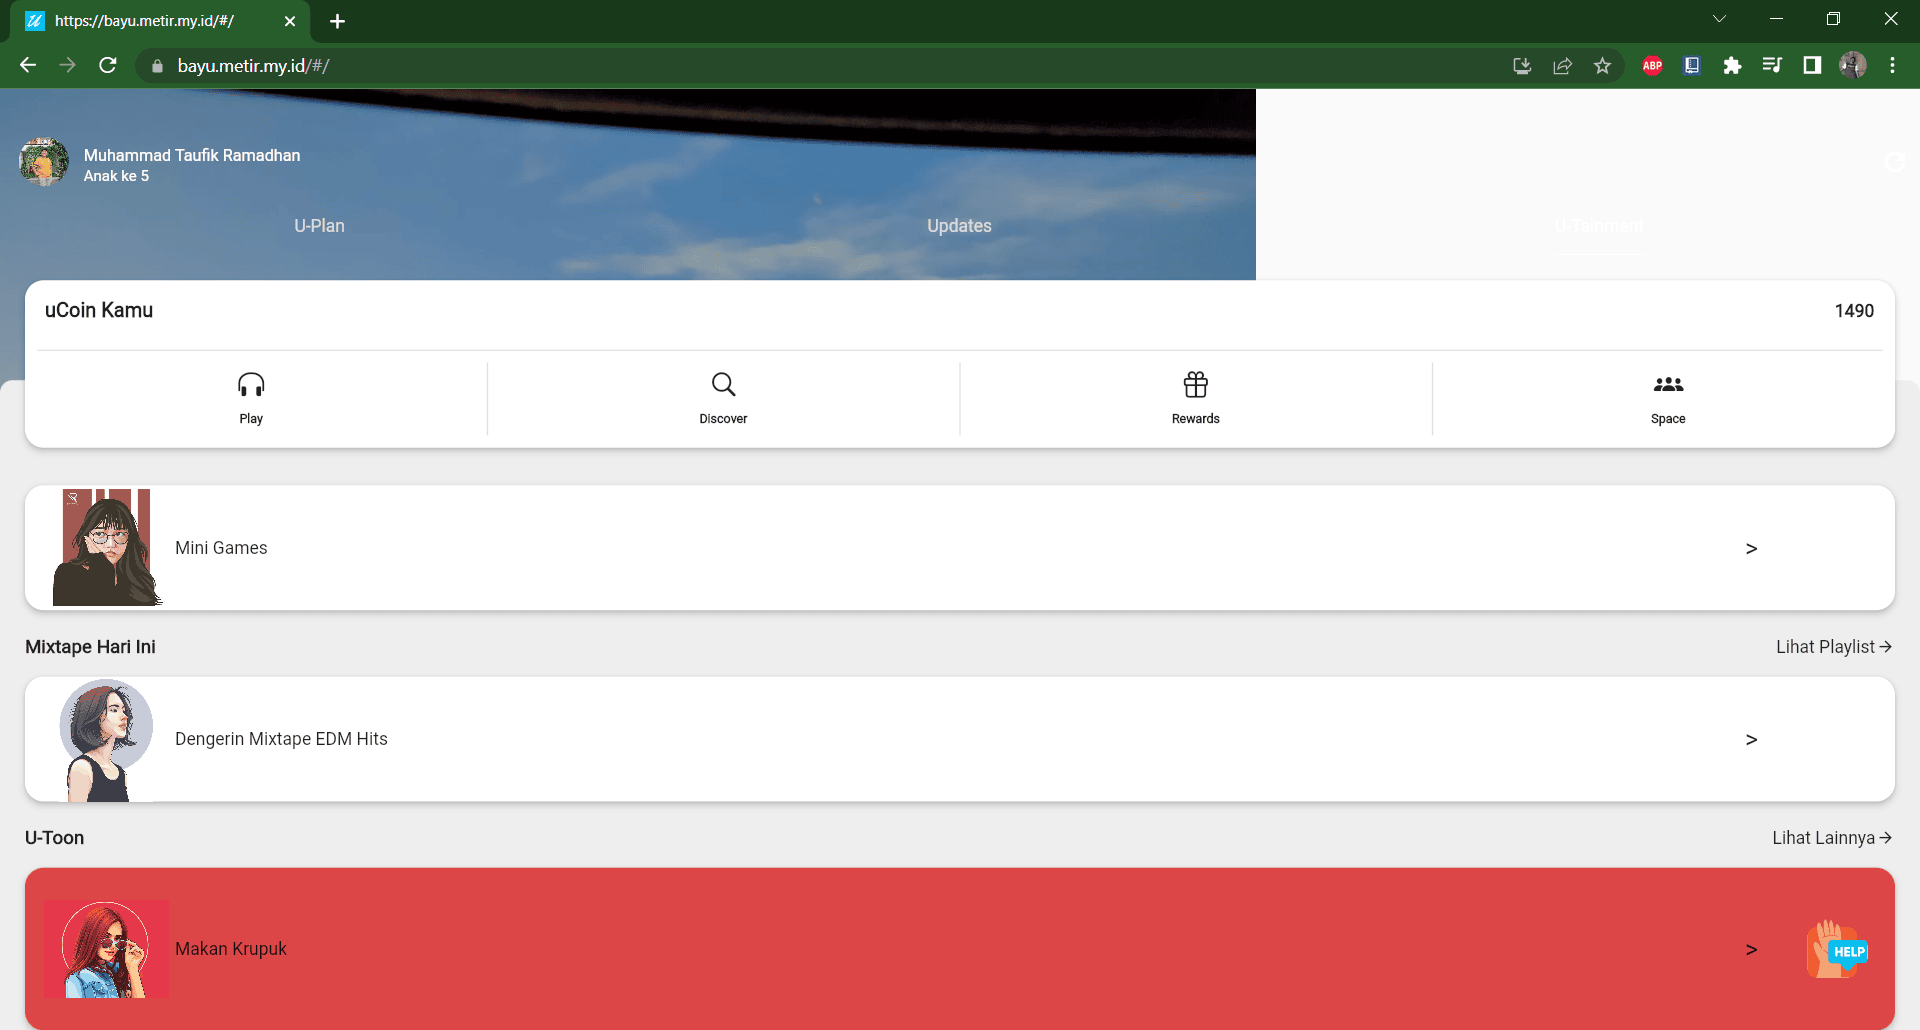 https://bayu.metir.my.id/#/
bayu.metir.my.id/#/
ABP
Muhammad Taufik Ramadhan
Anak ke 5
U-Plan
Updates
U-Tainment
uCoin Kamu
1490
Play
Discover
Rewards
Space
Mini Games
>
Mixtape Hari Ini
Lihat Playlist →
Dengerin Mixtape EDM Hits
>
U-Toon
Lihat Lainnya →
Makan Krupuk
>
HELP